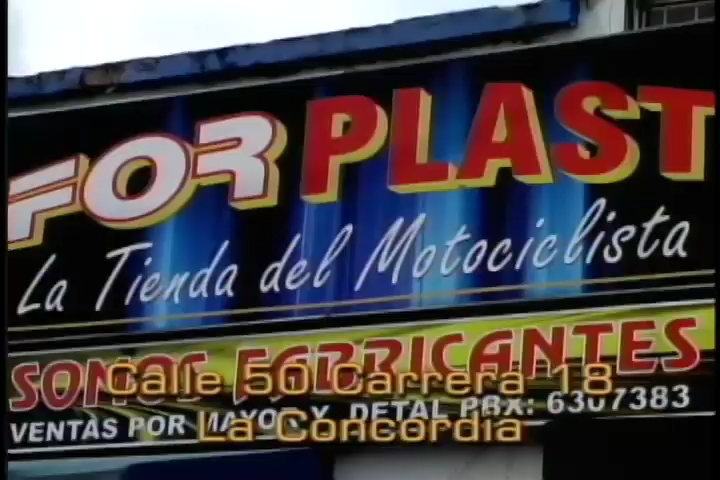 FOR PLAST
La Tienda del Motociclista
SOMOS FABRICANTES
Calle 50 Carrera 18
VENTAS POR MAYOR Y DETAL PBX: 6307383
La Concordia